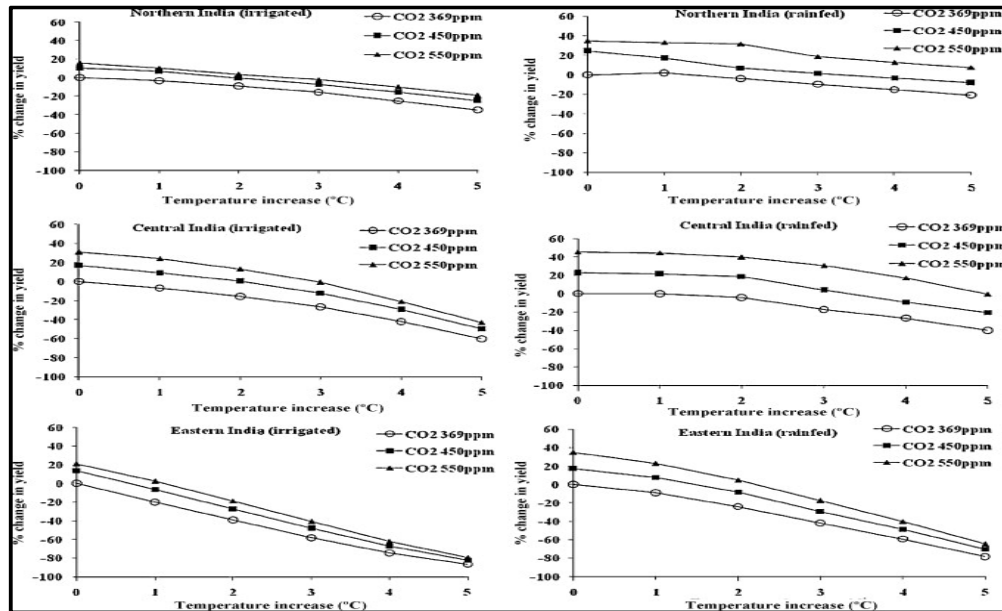 Northern India (irrigated)
CO2 369ppm
CO2 450ppm
CO2 550ppm
% change in yield
60
40
20
0
-20
-40
-60
-80
-100
0 1 2 3 4 5
Temperature increase (°C)
Northern India (rainfed)
CO2 369ppm
CO2 450ppm
CO2 550ppm
% change in yield
60
40
20
0
-20
-40
-60
-80
-100
0 1 2 3 4 5
Temperature increase (°C)
Central India (irrigated)
CO2 369ppm
CO2 450ppm
CO2 550ppm
% change in yield
60
40
20
0
-20
-40
-60
-80
-100
0 1 2 3 4 5
Temperature increase (°C)
Central India (rainfed)
CO2 369ppm
CO2 450ppm
CO2 550ppm
% change in yield
60
40
20
0
-20
-40
-60
-80
-100
0 1 2 3 4 5
Temperature increase (°C)
Eastern India (irrigated)
CO2 369ppm
CO2 450ppm
CO2 550ppm
% change in yield
60
40
20
0
-20
-40
-60
-80
-100
0 1 2 3 4 5
Temperature increase (°C)
Eastern India (rainfed)
CO2 369ppm
CO2 450ppm
CO2 550ppm
% change in yield
60
40
20
0
-20
-40
-60
-80
-100
0 1 2 3 4 5
Temperature increase (°C)